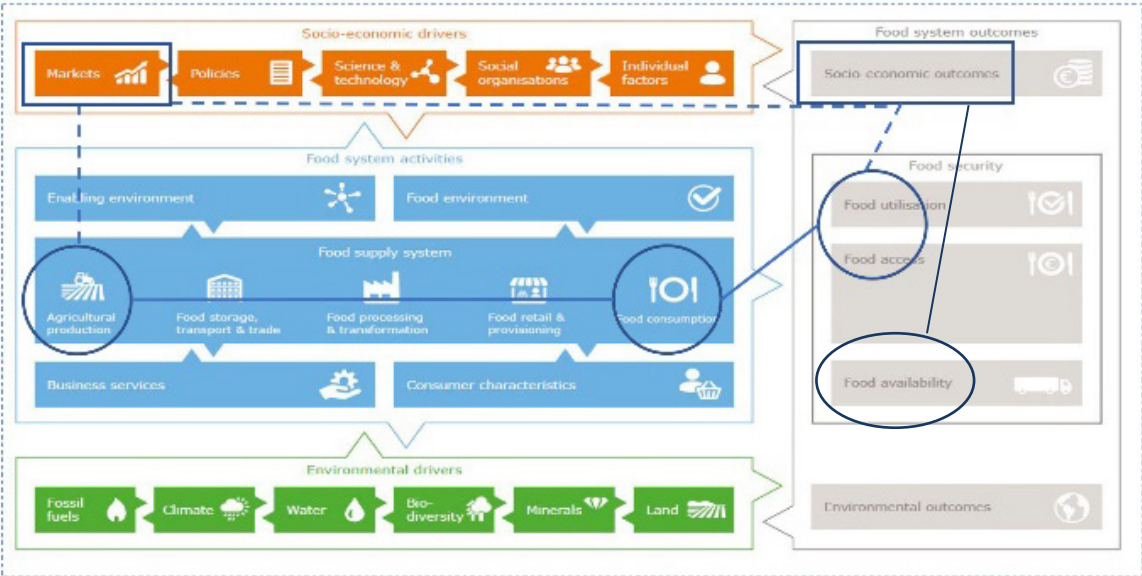 Socio-economic drivers
Food system outcomes
Markets
Policies
Science &
technology
Social
organisations
Individual
factors
Socio-economic outcomes
Food system activities
Food security
Enabling environment
Food environment
Food utilisation
Food supply system
Food access
Agricultural
production
Food storage,
transport & trade
Food processing
& transformation
Food retail &
provisioning
Food consumption
Business services
Consumer characteristics
Food availability
Environmental drivers
Fossil
fuels
Climate
Water
Bio-
diversity
Minerals
Land
Environmental outcomes